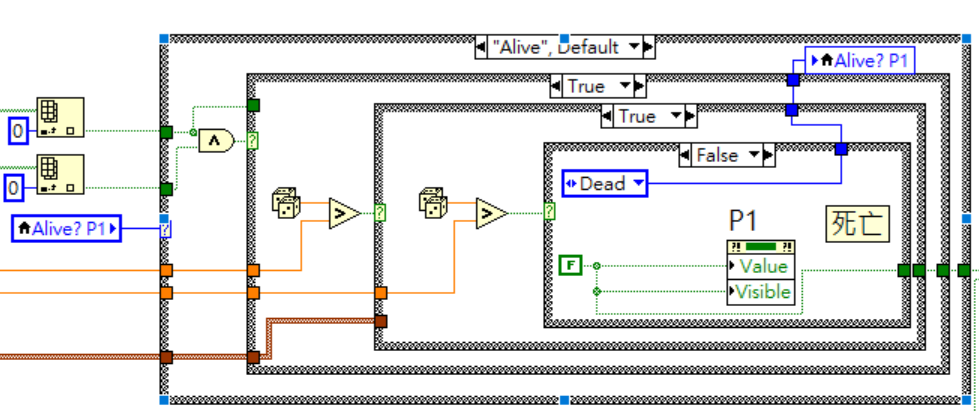 "Alive", Default
Alive? P1
True
True
False
0
0
Alive? P1
Dead
P1
死亡
F
Value
Visible